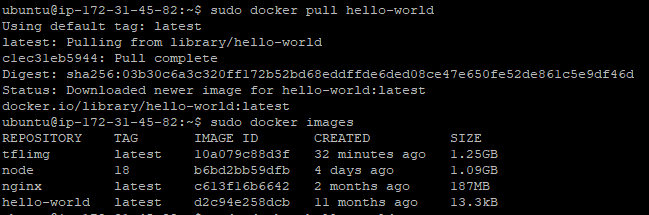 ubuntu@ip-172-31-45-82:~$ sudo docker pull hello-world
Using default tag: latest
latest: Pulling from library/hello-world
c1ec31eb5944: Pull complete
Digest: sha256:03b30c6a3c320ff172b52bd68eddffde6ded08ce47e650fe52de861c5e9df46d
Status: Downloaded newer image for hello-world:latest
docker.io/library/hello-world:latest
ubuntu@ip-172-31-45-82:~$ sudo docker images
REPOSITORY TAG IMAGE ID CREATED SIZE
tflimg latest 10a079c88d3f 32 minutes ago 1.25GB
node 18 b6bd2bb59dfb 4 days ago 1.09GB
nginx latest c613f16b6642 2 months ago 187MB
hello-world latest d2c94e258dcb 11 months ago 13.3kB